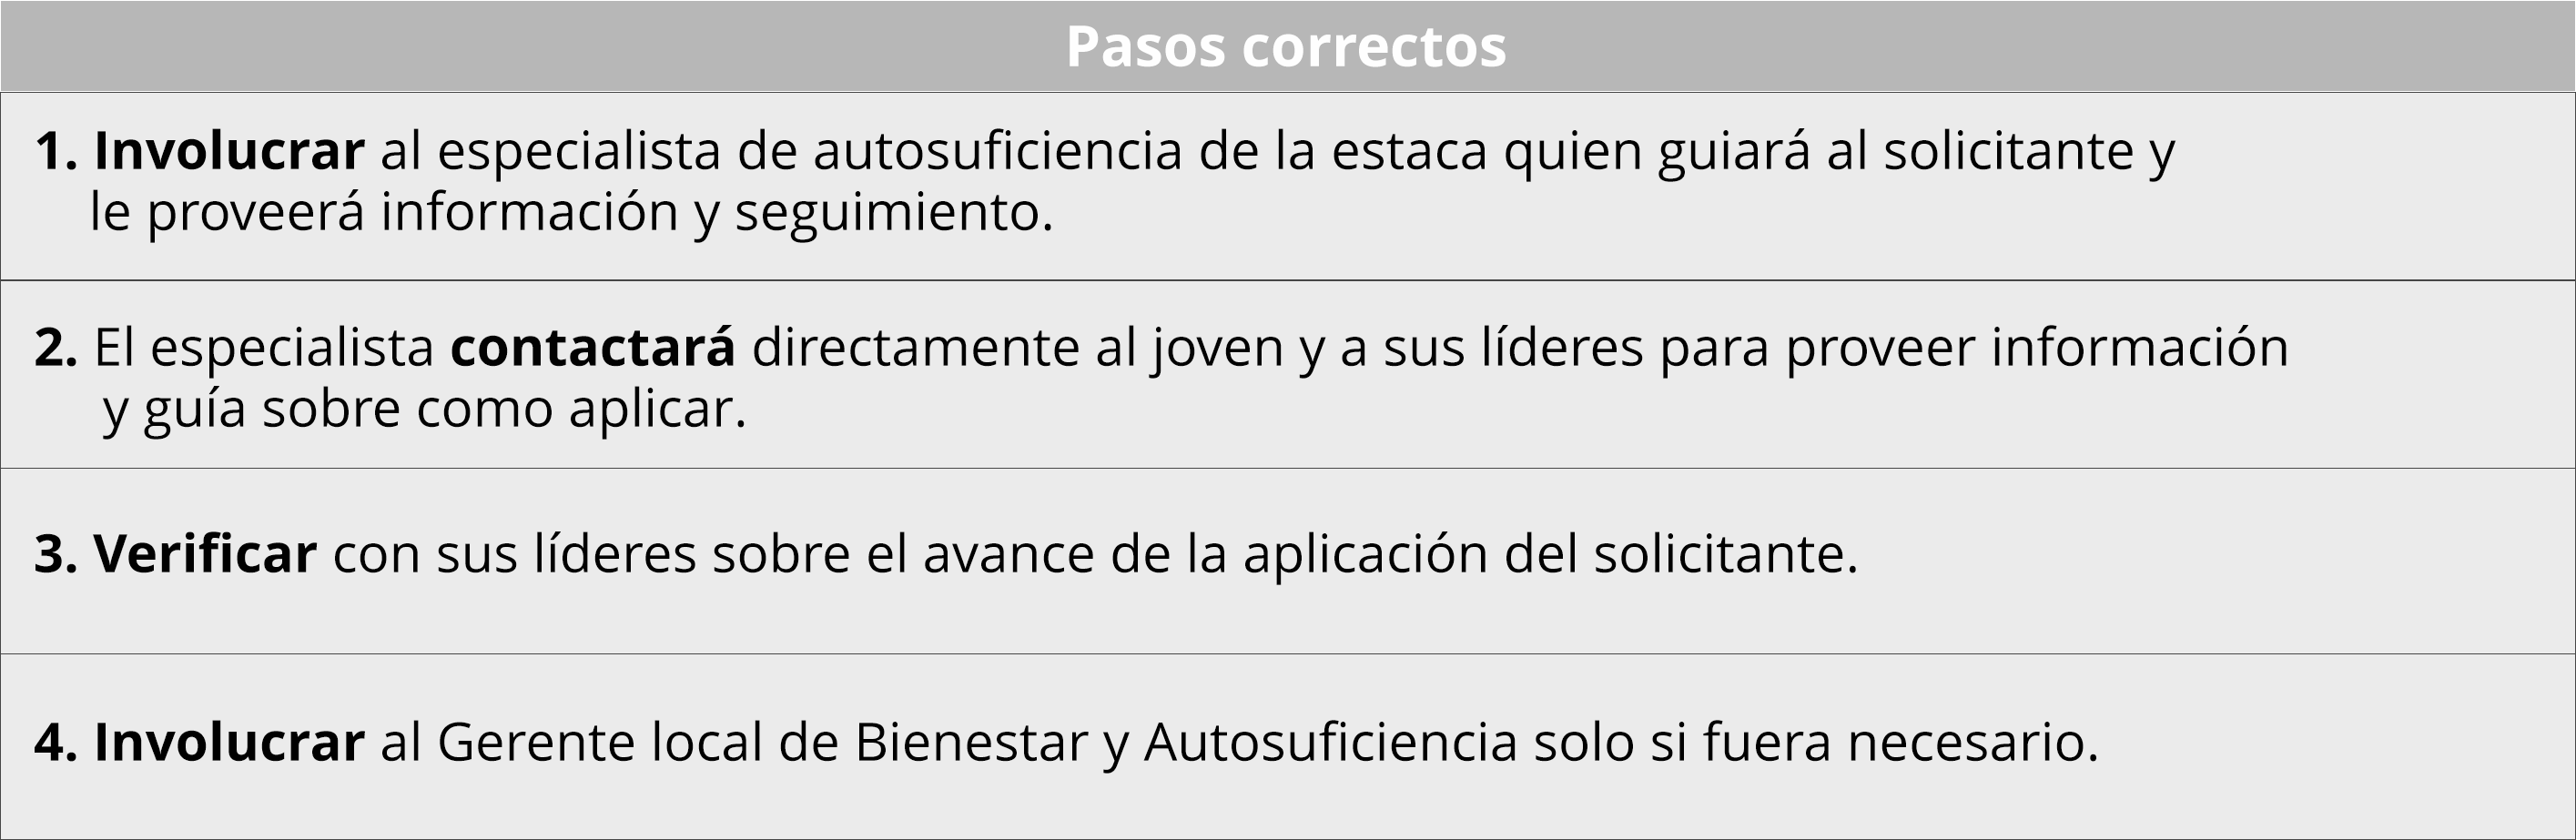 Pasos correctos
1. Involucrar al especialista de autosuficiencia de la estaca quien guiará al solicitante y
le proveerá información y seguimiento.
2. El especialista contactará directamente al joven y a sus líderes para proveer información
y guía sobre como aplicar.
3. Verificar con sus líderes sobre el avance de la aplicación del solicitante.
4. Involucrar al Gerente local de Bienestar y Autosuficiencia solo si fuera necesario.